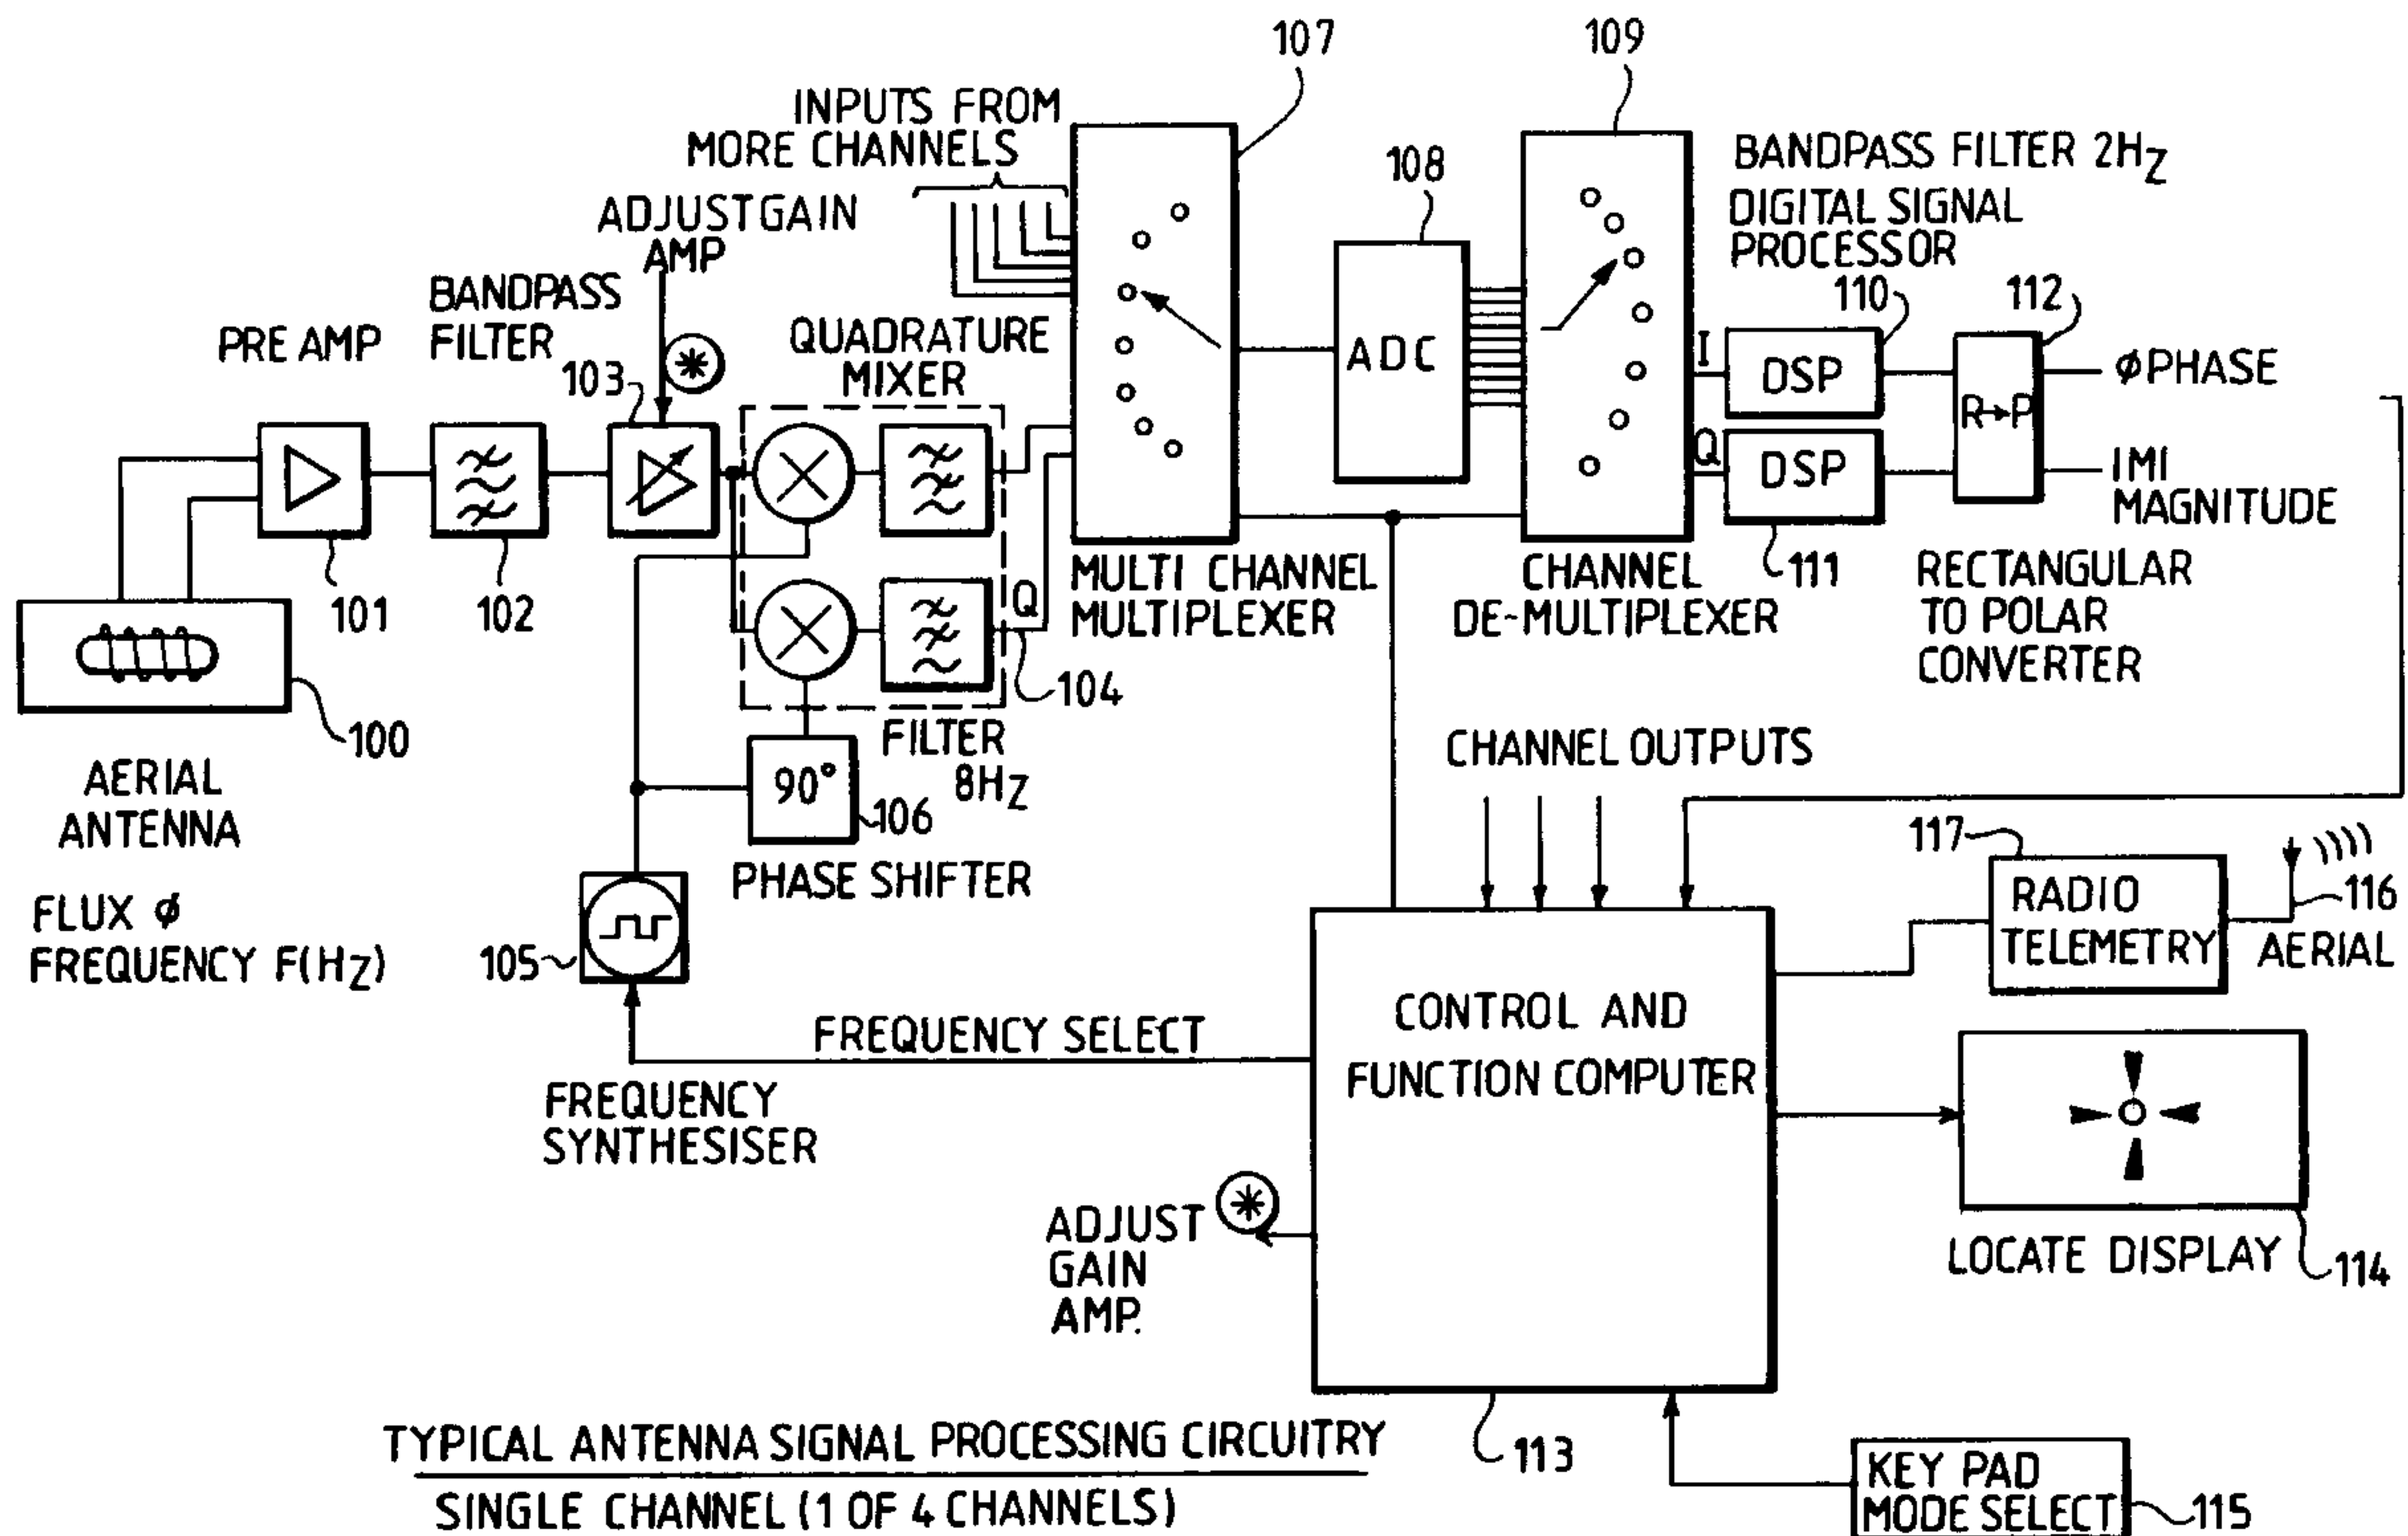 107
109
INPUTS FROM
MORE CHANNELS
108
BANDPASS FILTER 2HZ
DIGITAL SIGNAL
PROCESSOR
ADJUST GAIN
AMP
BANDPASS
FILTER
PRE AMP
103
QUADRATURE
MIXER
ADC
I
110
112
DSP
R→P
ϕ PHASE
Q
DSP
IMI
MAGNITUDE
101
102
Q
104
MULTI CHANNEL
MULTIPLEXER
CHANNEL
DE-MULTIPLEXER
111
RECTANGULAR
TO POLAR
CONVERTER
100
AERIAL
ANTENNA
FILTER
8HZ
90°
106
PHASE SHIFTER
CHANNEL OUTPUTS
FLUX ϕ
FREQUENCY F(HZ)
105
117
RADIO
TELEMETRY
116
AERIAL
FREQUENCY SELECT
CONTROL AND
FUNCTION COMPUTER
FREQUENCY
SYNTHESISER
ADJUST
GAIN
AMP.
LOCATE DISPLAY
114
113
KEY PAD
MODE SELECT
115
TYPICAL ANTENNA SIGNAL PROCESSING CIRCUITRY
SINGLE CHANNEL (1 OF 4 CHANNELS)